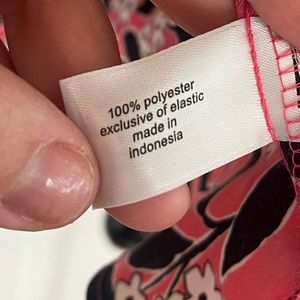 100% polyester
exclusive of elastic
made in
indonesia